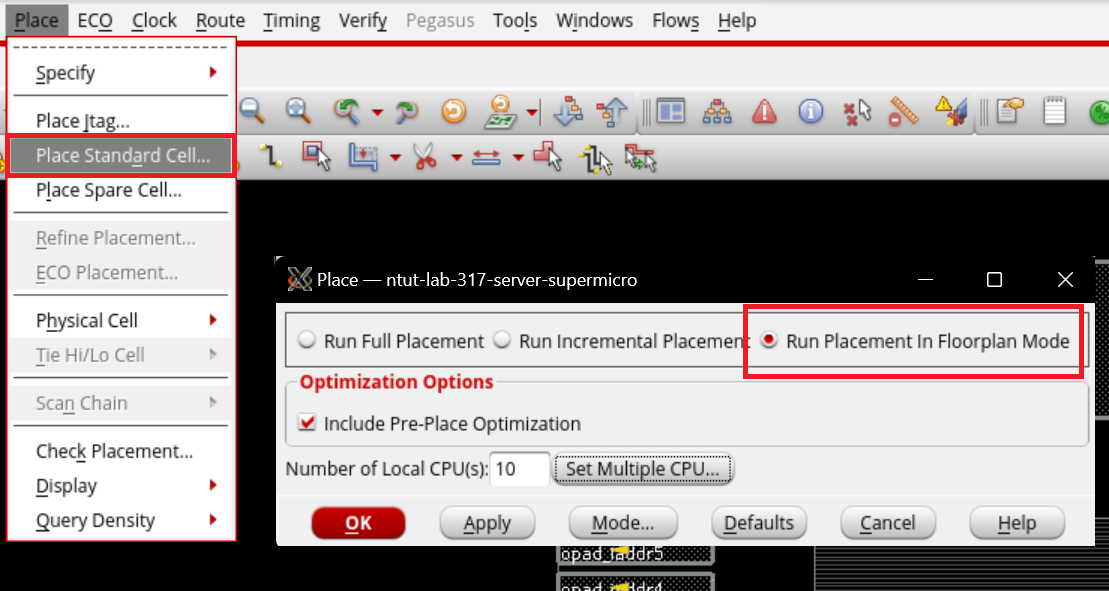 Place ECO Clock Route Timing Verify Pegasus Tools Windows Flows Help
Specify
Place Jtag...
Place Standard Cell...
Place Spare Cell...
Refine Placement...
ECO Placement...
Physical Cell
Tie Hi/Lo Cell
Scan Chain
Check Placement...
Display
Query Density
Place — ntut-lab-317-server-supermicro
Run Full Placement Run Incremental Placement Run Placement In Floorplan Mode
Optimization Options
Include Pre-Place Optimization
Number of Local CPU(s): 10 Set Multiple CPU...
OK Apply Mode... Defaults Cancel Help